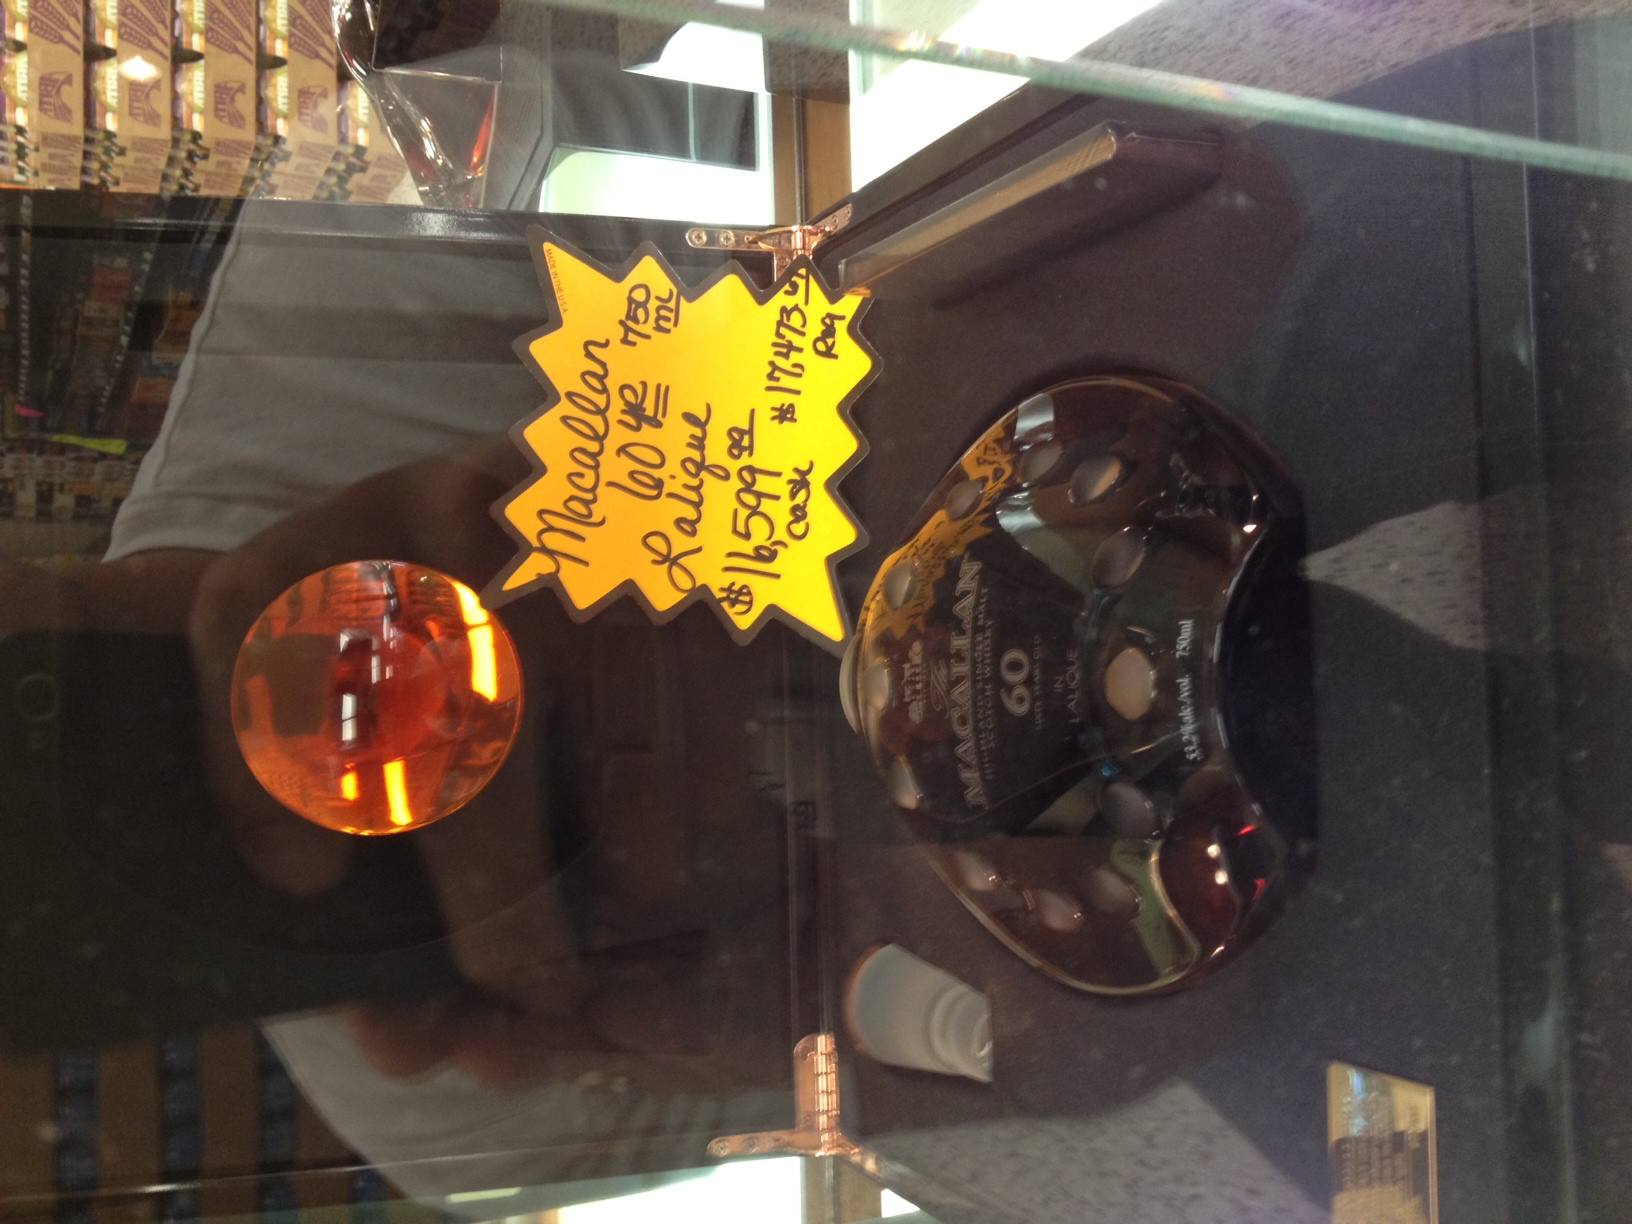 MADE IN THE U.S.A.
Macallan
60 yr 750 ml
Lalique
$16,599.99
cash
$17,473.67
Reg
The
MACALLAN
HIGHLAND SINGLE MALT
SCOTCH WHISKY
60
SIXTY YEARS OLD
IN
LALIQUE
53.2%alc./vol. 750ml